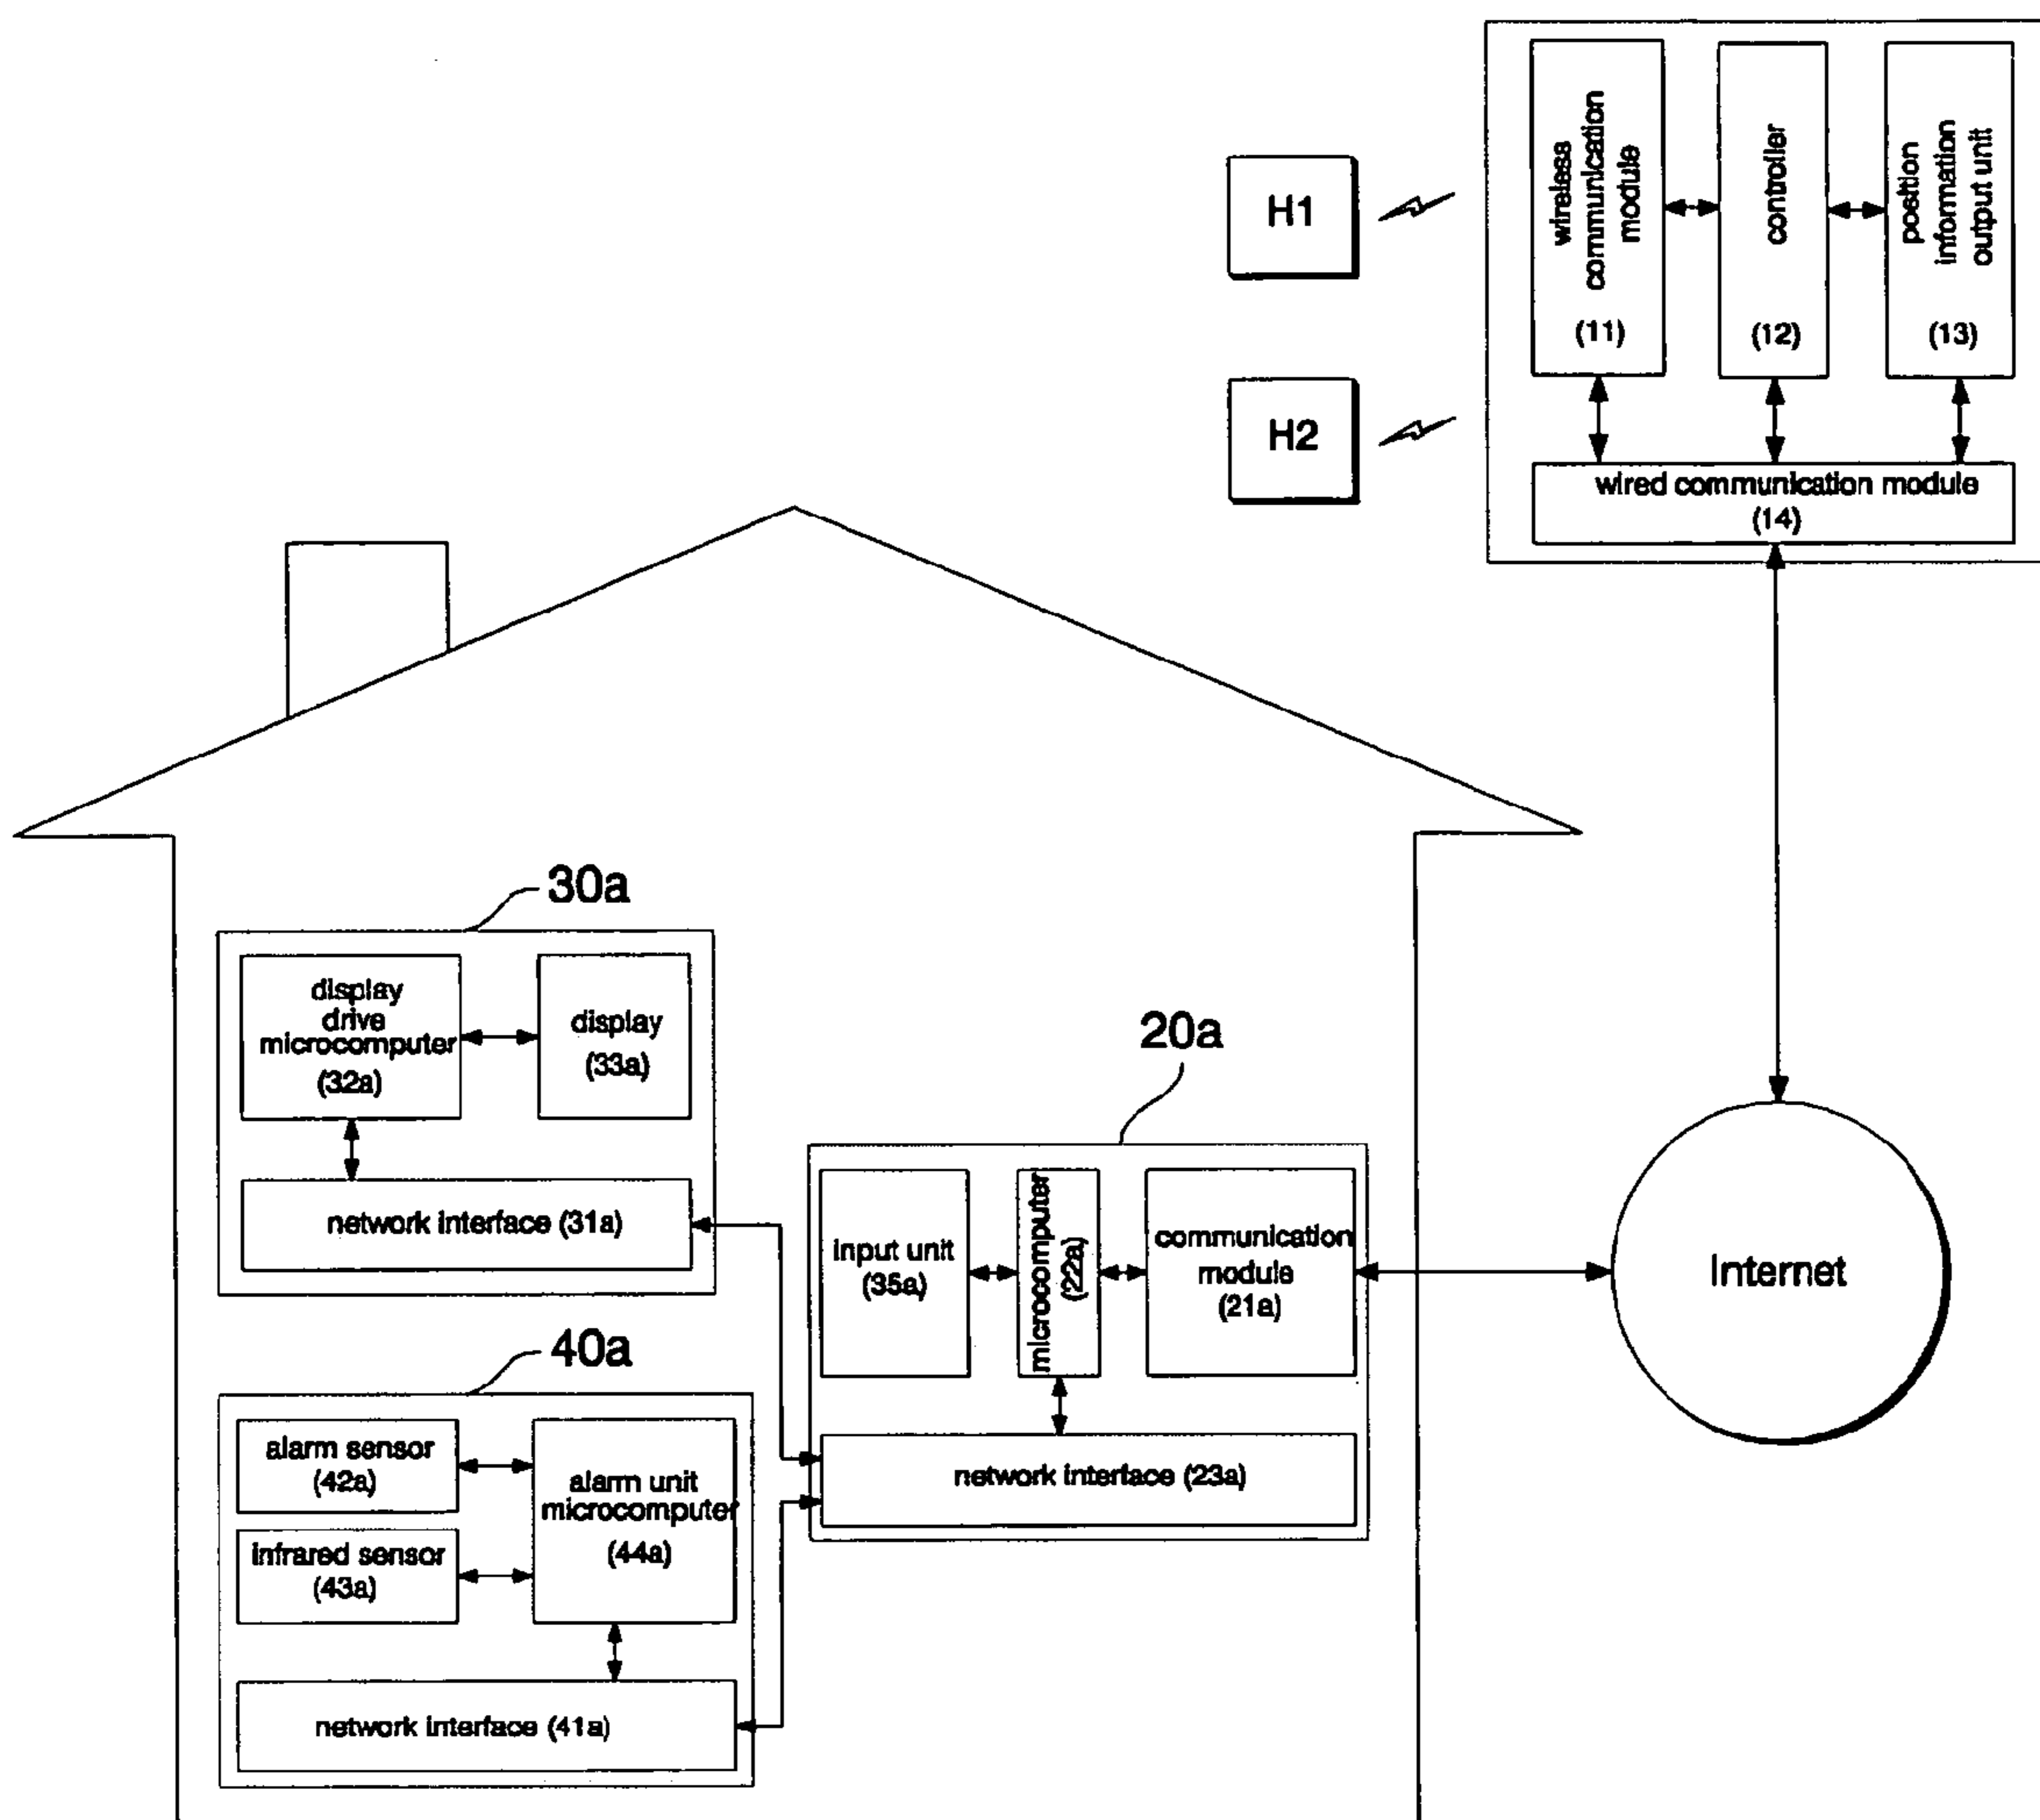 wireless
communication
module
(11)
controller
(12)
position
information
output unit
(13)
H1
H2
wired communication module
(14)
30a
display
drive
microcomputer
(32a)
display
(33a)
network interface (31a)
20a
input unit
(35a)
microcomputer
(22a)
communication
module
(21a)
network interface (23a)
Internet
40a
alarm sensor
(42a)
infrared sensor
(43a)
alarm unit
microcomputer
(44a)
network interface (41a)